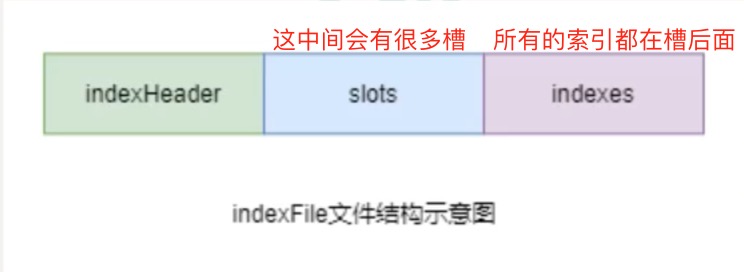 这中间会有很多槽 所有的索引都在槽后面
indexHeader slots indexes
indexFile文件结构示意图